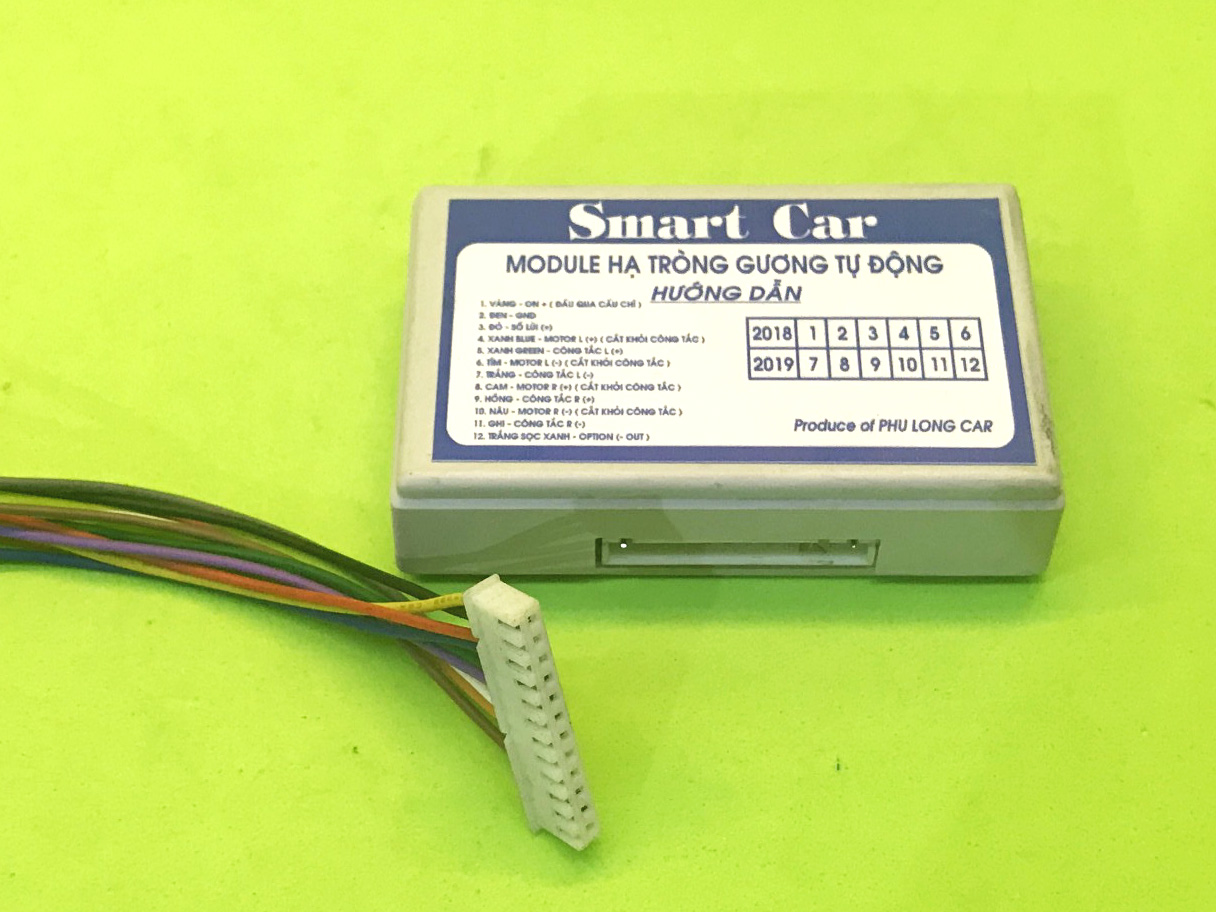 Smart Car
MODULE HẠ TRÒNG GƯƠNG TỰ ĐỘNG
HƯỚNG DẪN
1. VÀNG - ON + ( ĐẤU QUA CẦU CHÌ )
2. ĐEN - GND
3. ĐỎ - SỐ LÙI (+)
4. XANH BLUE - MOTOR L (+) ( CẮT KHỎI CÔNG TẮC )
5. XANH GREEN - CÔNG TẮC L (+)
6. TÍM - MOTOR L (-) ( CẮT KHỎI CÔNG TẮC )
7. TRẮNG - CÔNG TẮC L (-)
8. CAM - MOTOR R (+) ( CẮT KHỎI CÔNG TẮC )
9. HỒNG - CÔNG TẮC R (+)
10. NÂU - MOTOR R (-) ( CẮT KHỎI CÔNG TẮC )
11. GHI - CÔNG TẮC R (-)
12. TRẮNG SỌC XANH - OPTION (- OUT )
2018 1 2 3 4 5 6
2019 7 8 9 10 11 12
Produce of PHU LONG CAR